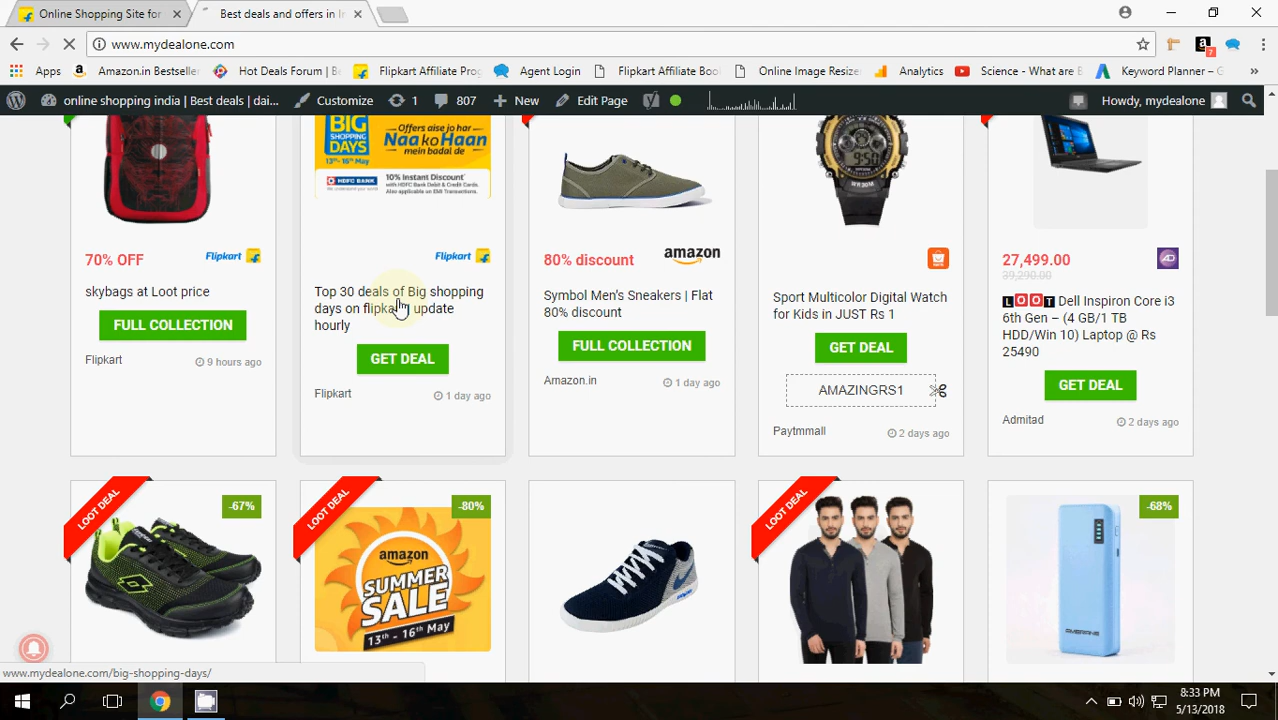 Online Shopping Site for
Best deals and offers in In
www.mydealone.com
Apps
Amazon.in Bestselle
Hot Deals Forum | Be
Flipkart Affiliate Prog
Agent Login
Flipkart Affiliate Boo
Online Image Resize
Analytics
Science - What are B
Keyword Planner – G
online shopping india | Best deals | dai...
Customize
1
807
New
Edit Page
Howdy, mydealone
BIG
SHOPPING
DAYS
13th-16th May
Offers aise jo har
Naa ko Haan
mein badal de
HDFC BANK
10% Instant Discount*
with HDFC Bank Debit & Credit Cards.
Also applicable on EMI Transactions.
9:50
WR30M
70% OFF
Flipkart
skybags at Loot price
FULL COLLECTION
Flipkart
9 hours ago
Flipkart
Top 30 deals of Big shopping
days on flipkart | update
hourly
GET DEAL
Flipkart
1 day ago
80% discount
amazon
Symbol Men's Sneakers | Flat
80% discount
FULL COLLECTION
Amazon.in
1 day ago
Sport Multicolor Digital Watch
for Kids in JUST Rs 1
GET DEAL
AMAZINGRS1
Paytmmall
2 days ago
27,499.00
39,290.00
AD
LOOT Dell Inspiron Core i3
6th Gen – (4 GB/1 TB
HDD/Win 10) Laptop @ Rs
25490
GET DEAL
Admitad
2 days ago
LOOT DEAL
-67%
LOOT DEAL
-80%
amazon
SUMMER
SALE
13th - 16th May
LOOT DEAL
-68%
AMBRANE
www.mydealone.com/big-shopping-days/
8:33 PM
5/13/2018